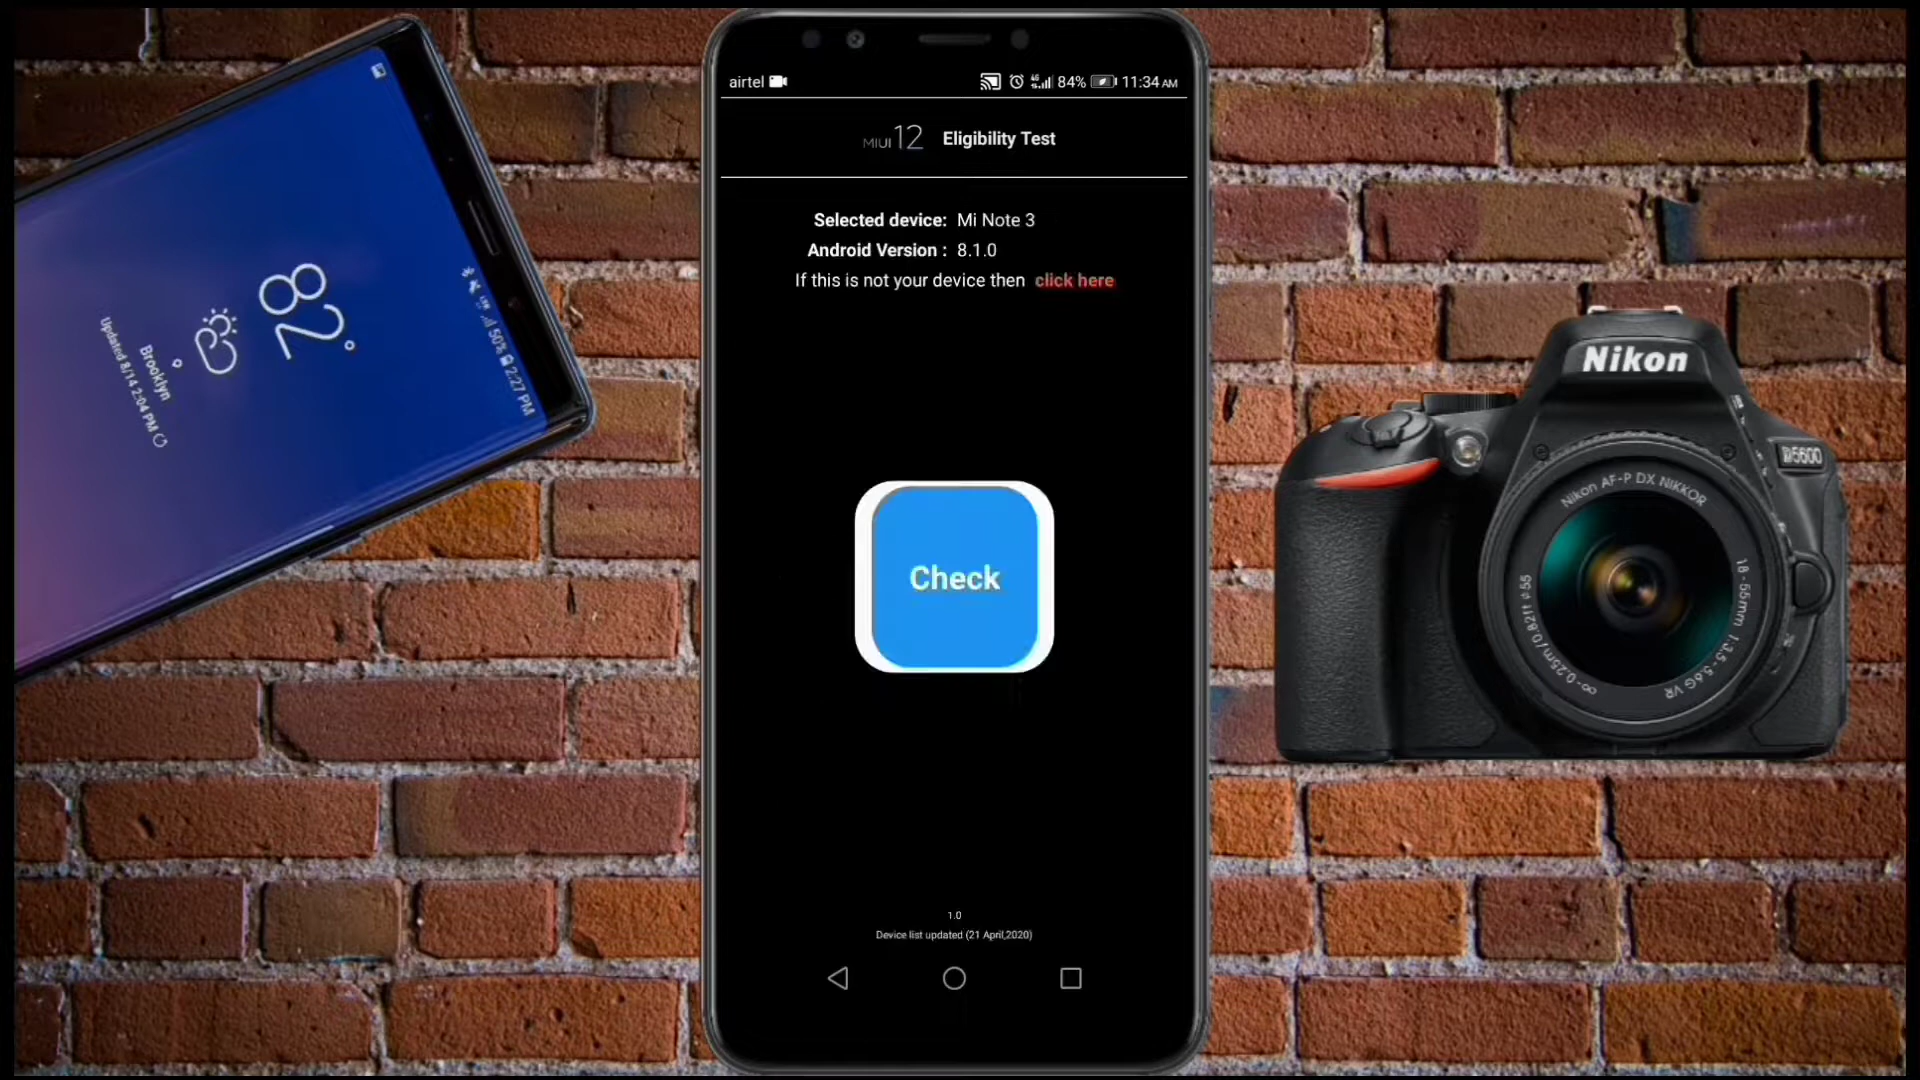 airtel
84% 11:34 AM
MIUI 12 Eligibility Test
Selected device: Mi Note 3
Android Version : 8.1.0
If this is not your device then click here
Check
1.0
Device list updated (21 April,2020)
82°
Brooklyn
Updated 8/14 2:04 PM
50% 2:27 PM
Nikon
D5600
Nikon AF-P DX NIKKOR
18-55mm 1:3.5-5.6G VR
∞-0.25m/0.82ft ø55